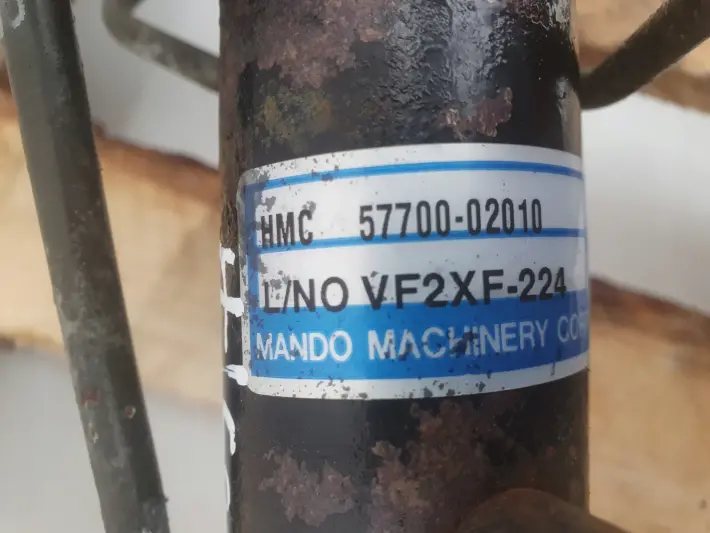 HMC 57700-02010
L/NO VF2XF-224
MANDO MACHINERY